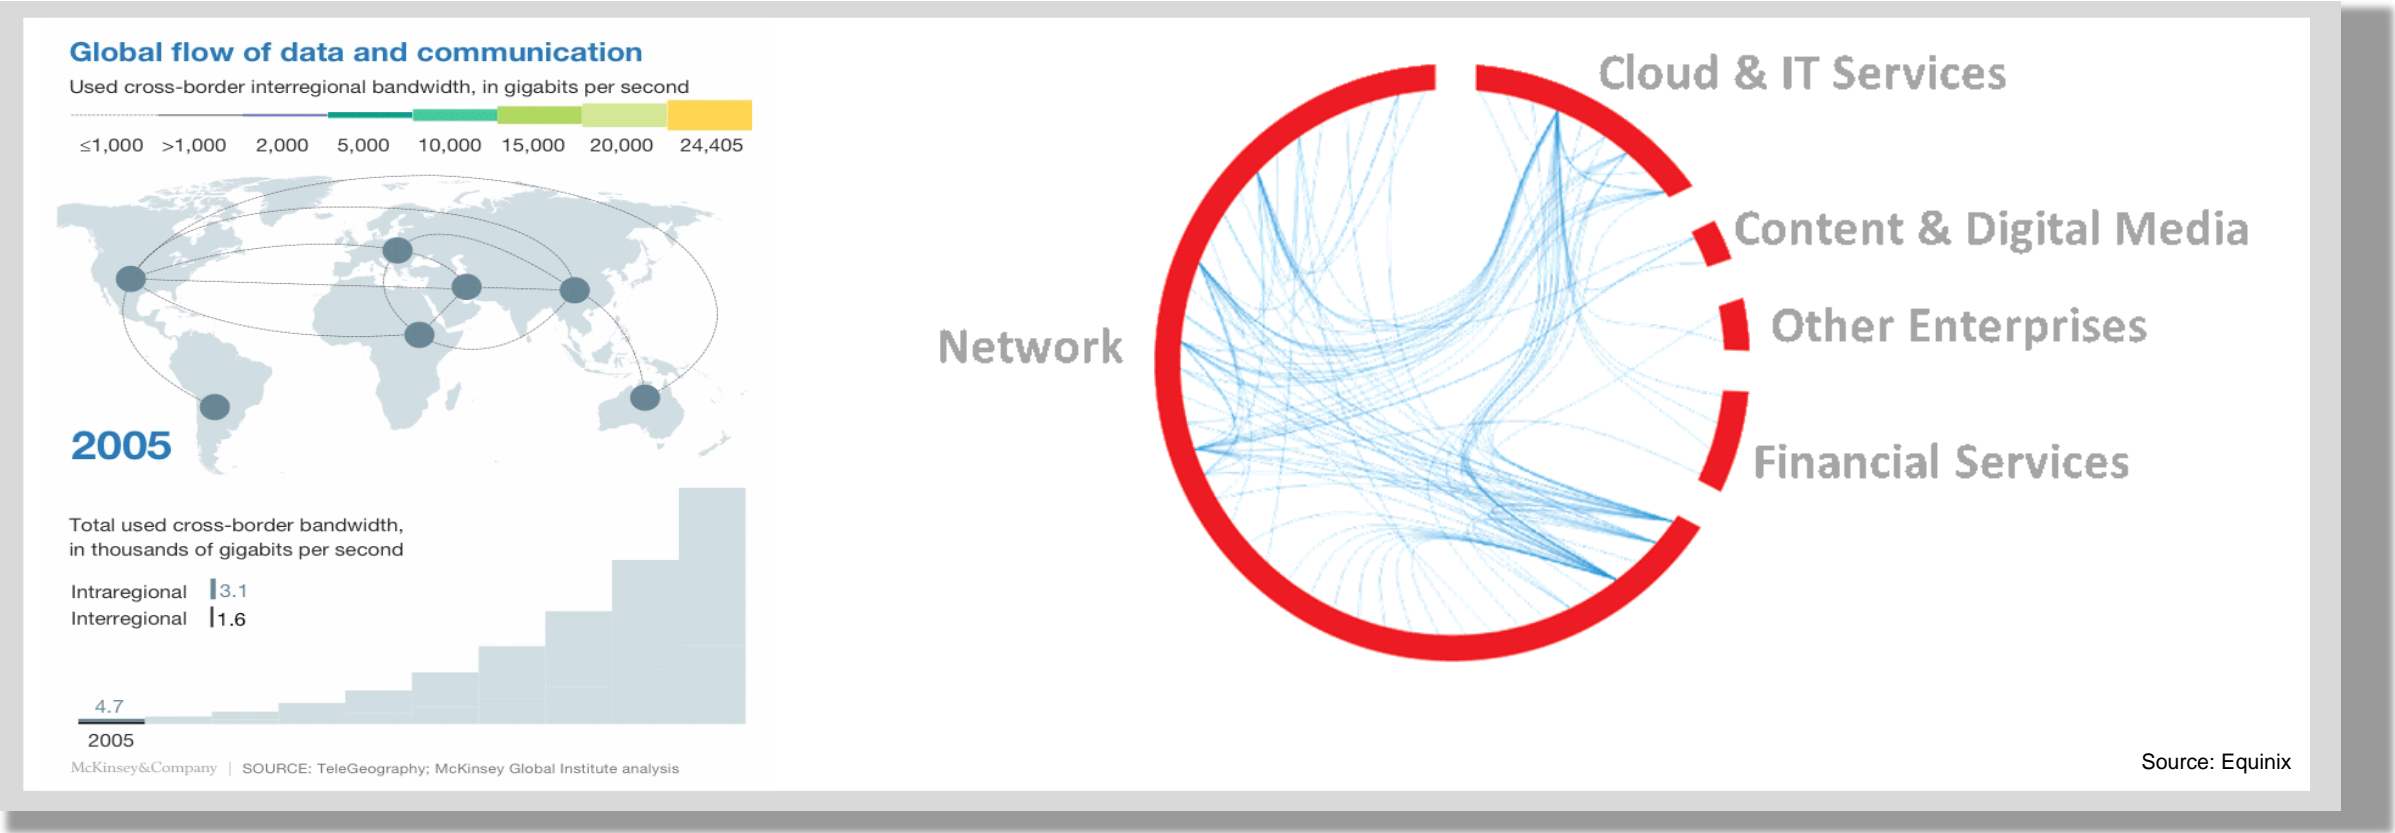 Global flow of data and communication
Used cross-border interregional bandwidth, in gigabits per second
≤1,000 >1,000 2,000 5,000 10,000 15,000 20,000 24,405
2005
Total used cross-border bandwidth,
in thousands of gigabits per second
Intraregional 3.1
Interregional 1.6
4.7
2005
McKinsey&Company | SOURCE: TeleGeography; McKinsey Global Institute analysis
Cloud & IT Services
Content & Digital Media
Other Enterprises
Network
Financial Services
Source: Equinix